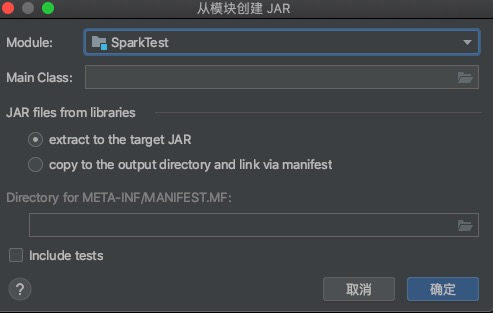 从模块创建 JAR
Module: SparkTest
Main Class:
JAR files from libraries
extract to the target JAR
copy to the output directory and link via manifest
Directory for META-INF/MANIFEST.MF:
Include tests
? 取消 确定